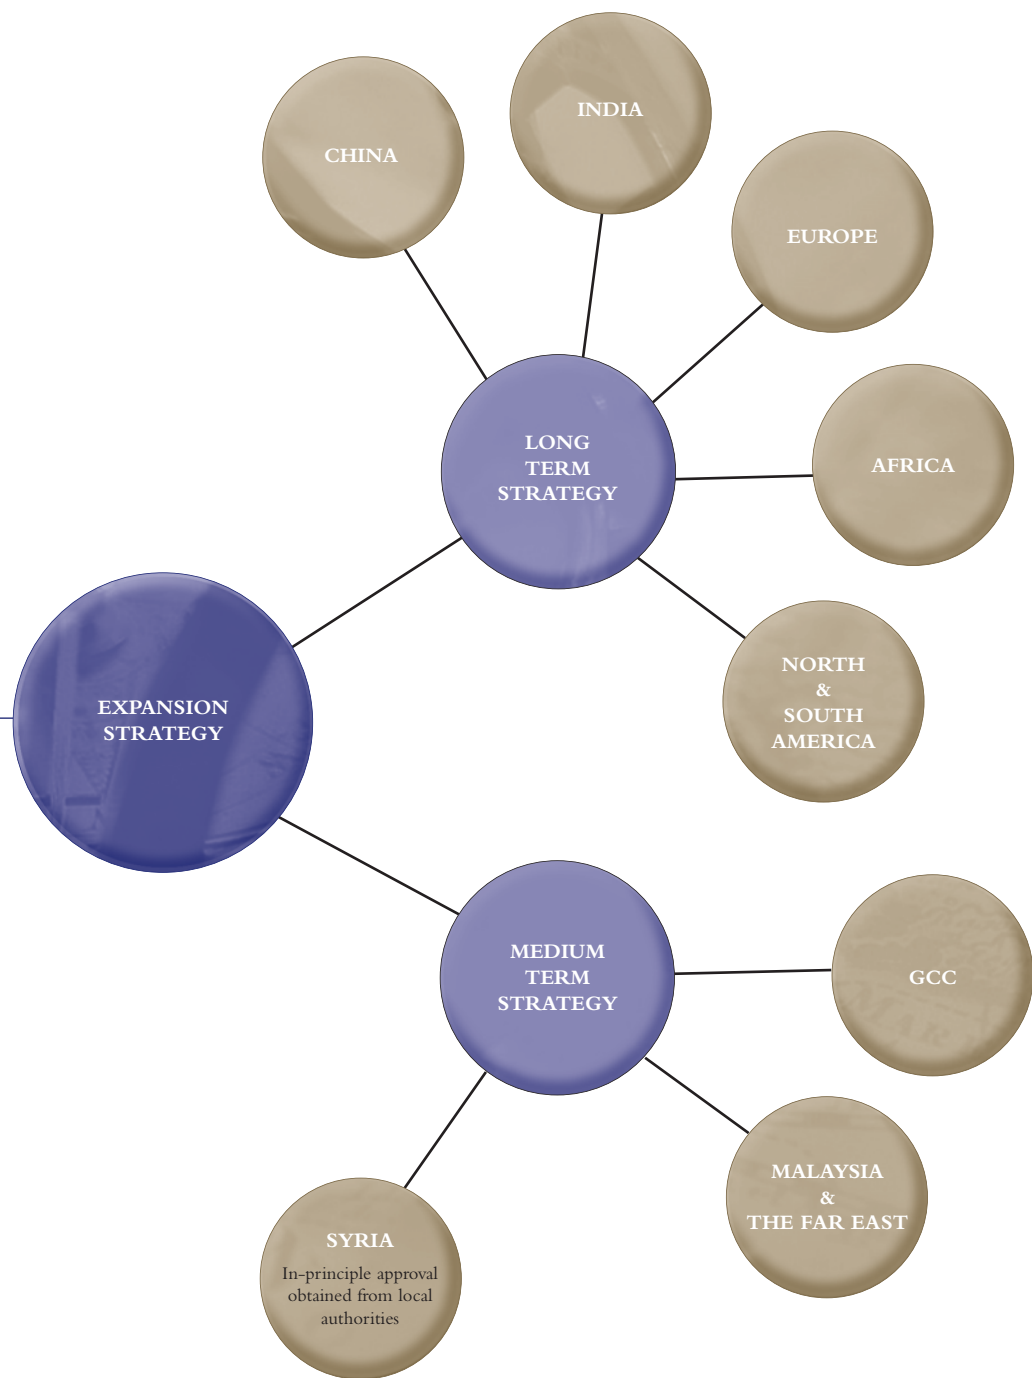 INDIA
CHINA
EUROPE
LONG
TERM
STRATEGY
AFRICA
NORTH
&
SOUTH
AMERICA
EXPANSION
STRATEGY
MEDIUM
TERM
STRATEGY
GCC
MALAYSIA
&
THE FAR EAST
SYRIA
In-principle approval
obtained from local
authorities